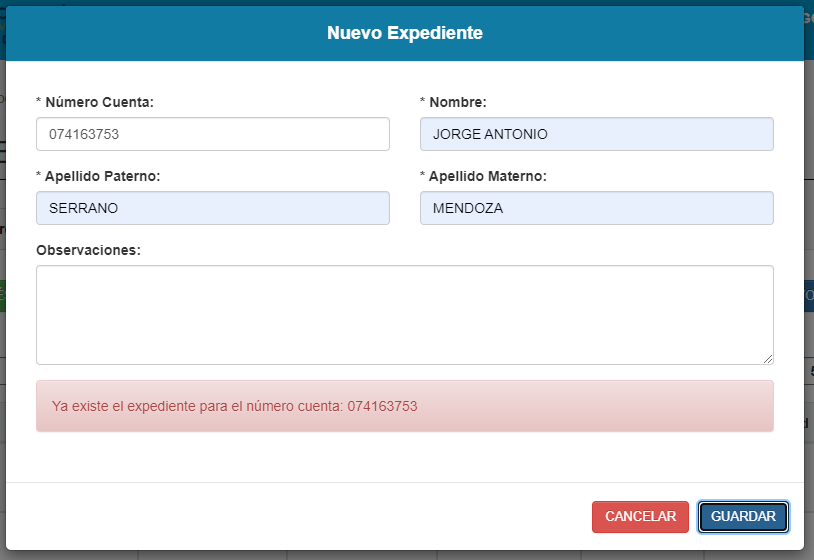 Nuevo Expediente
* Número Cuenta:
* Nombre:
074163753
JORGE ANTONIO
* Apellido Paterno:
* Apellido Materno:
SERRANO
MENDOZA
Observaciones:
Ya existe el expediente para el número cuenta: 074163753
CANCELAR
GUARDAR